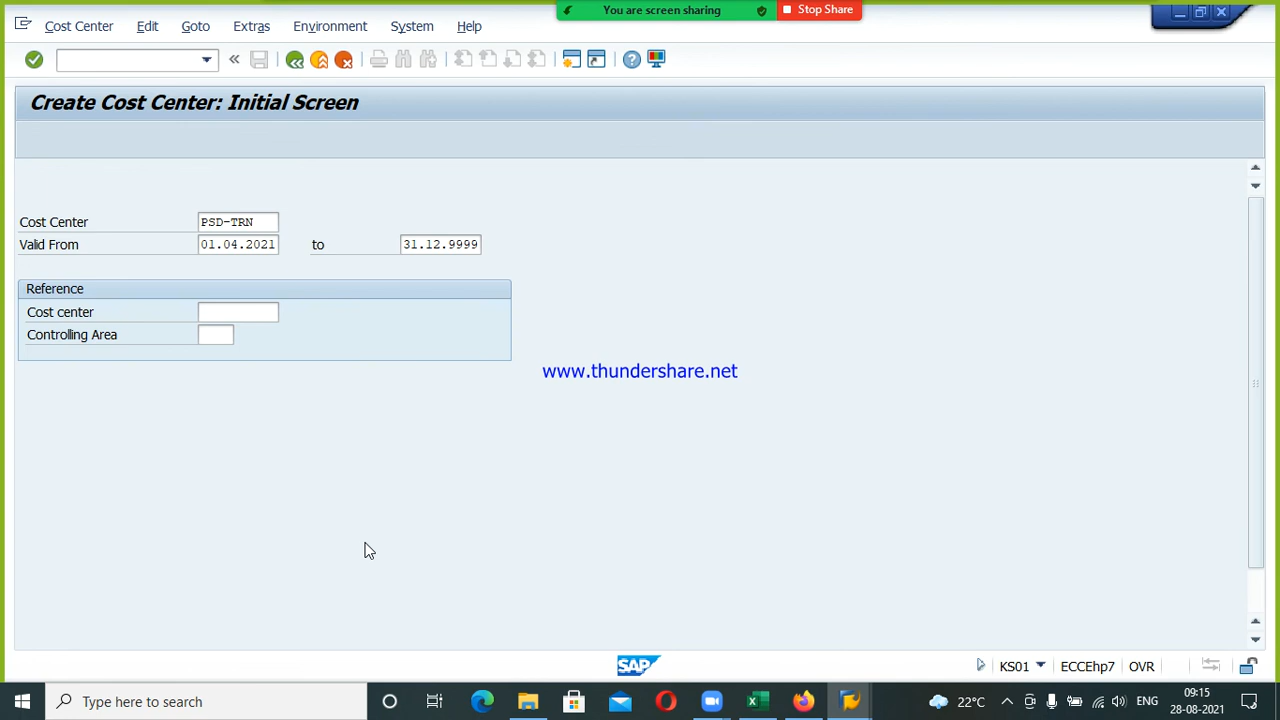 You are screen sharing
Stop Share
Cost Center Edit Goto Extras Environment System Help
Create Cost Center: Initial Screen
Cost Center PSD-TRN
Valid From 01.04.2021 to 31.12.9999
Reference
Cost center
Controlling Area
www.thundershare.net
SAP KS01 ECCEhp7 OVR
Type here to search 22°C ENG 09:15
28-08-2021